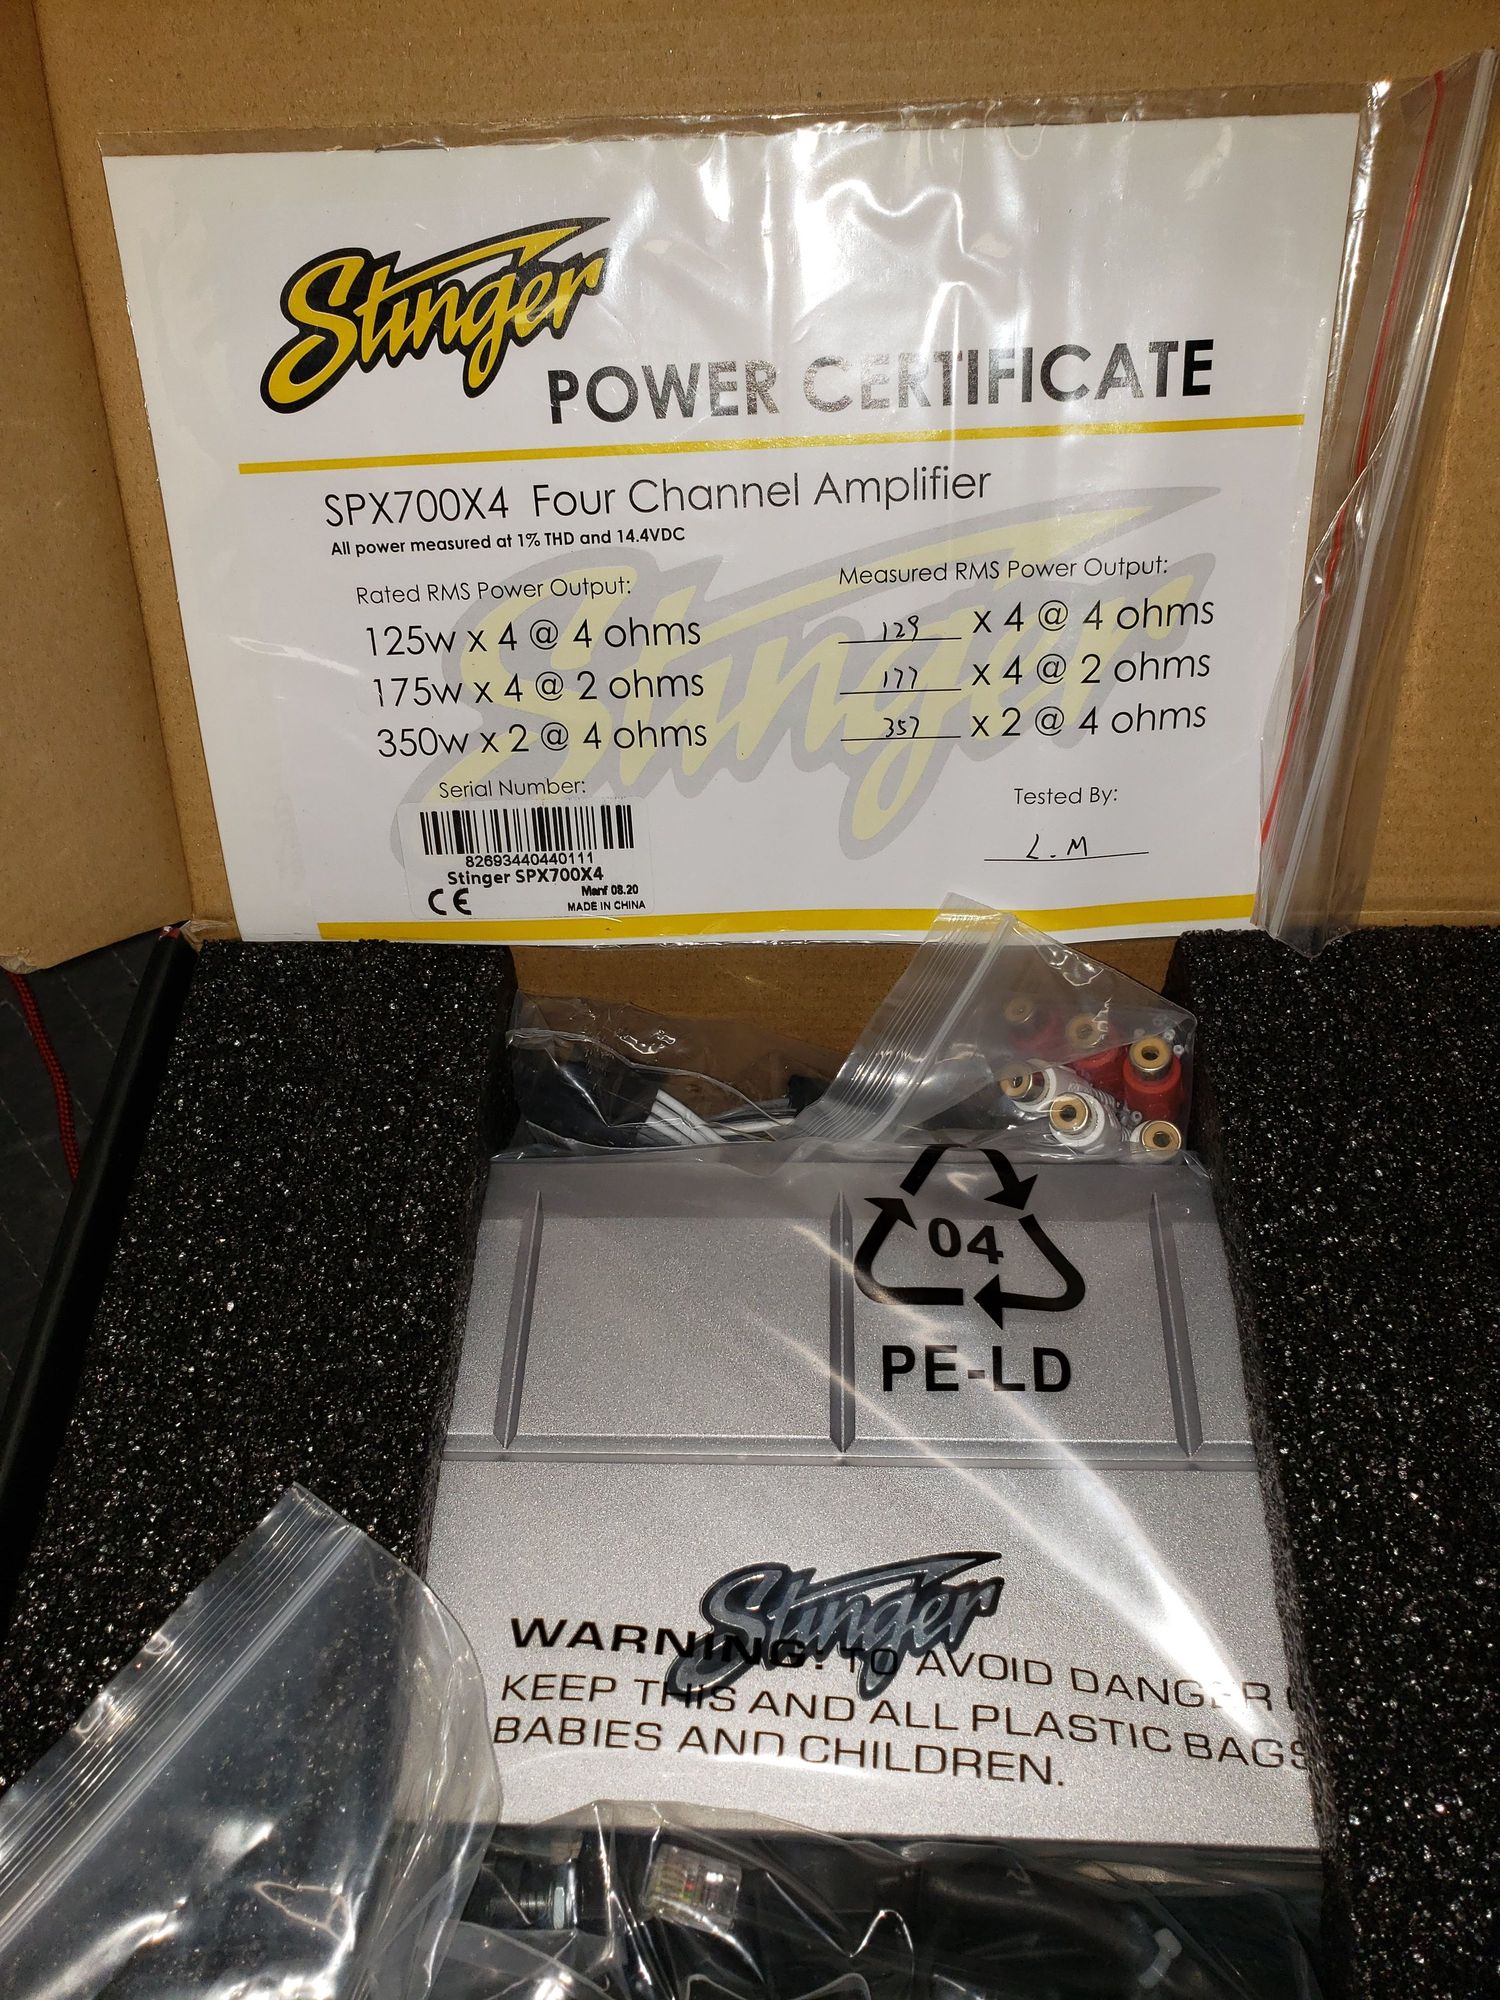 Stinger
POWER CERTIFICATE
SPX700X4 Four Channel Amplifier
All power measured at 1% THD and 14.4VDC
Rated RMS Power Output:
125w x 4 @ 4 ohms
175w x 4 @ 2 ohms
350w x 2 @ 4 ohms
Measured RMS Power Output:
129 x 4 @ 4 ohms
177 x 4 @ 2 ohms
357 x 2 @ 4 ohms
Serial Number:
82693440440111
Stinger SPX700X4
Manf 08.20
CE
MADE IN CHINA
Tested By:
L.M
Stinger
04
PE-LD
Stinger
WARNING: TO AVOID DANGER
KEEP THIS AND ALL PLASTIC BAGS
BABIES AND CHILDREN.